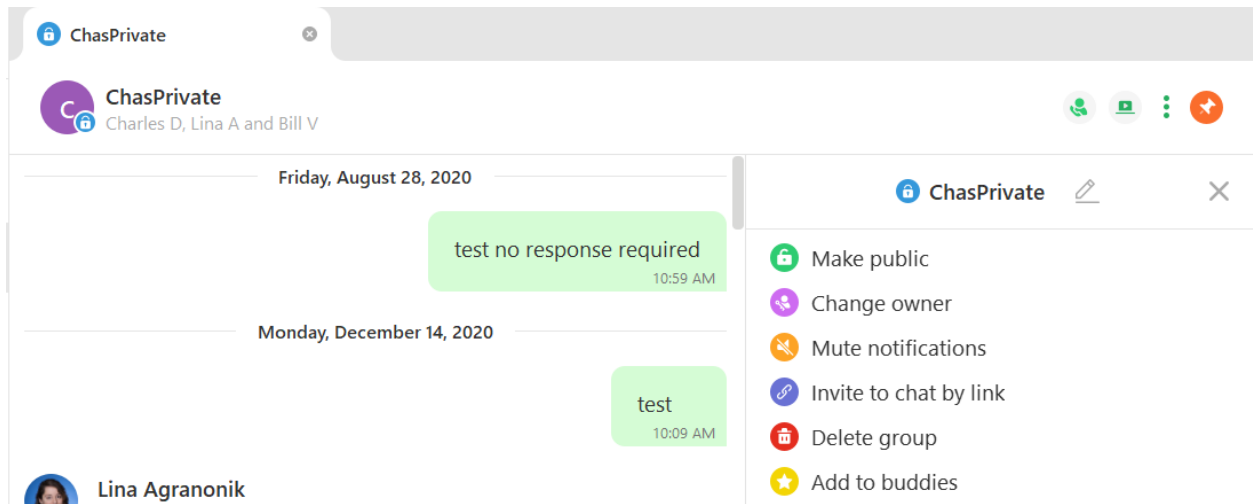 ChasPrivate
C
ChasPrivate
Charles D, Lina A and Bill V
Friday, August 28, 2020
test no response required
10:59 AM
Monday, December 14, 2020
test
10:09 AM
Lina Agranonik
ChasPrivate
Make public
Change owner
Mute notifications
Invite to chat by link
Delete group
Add to buddies